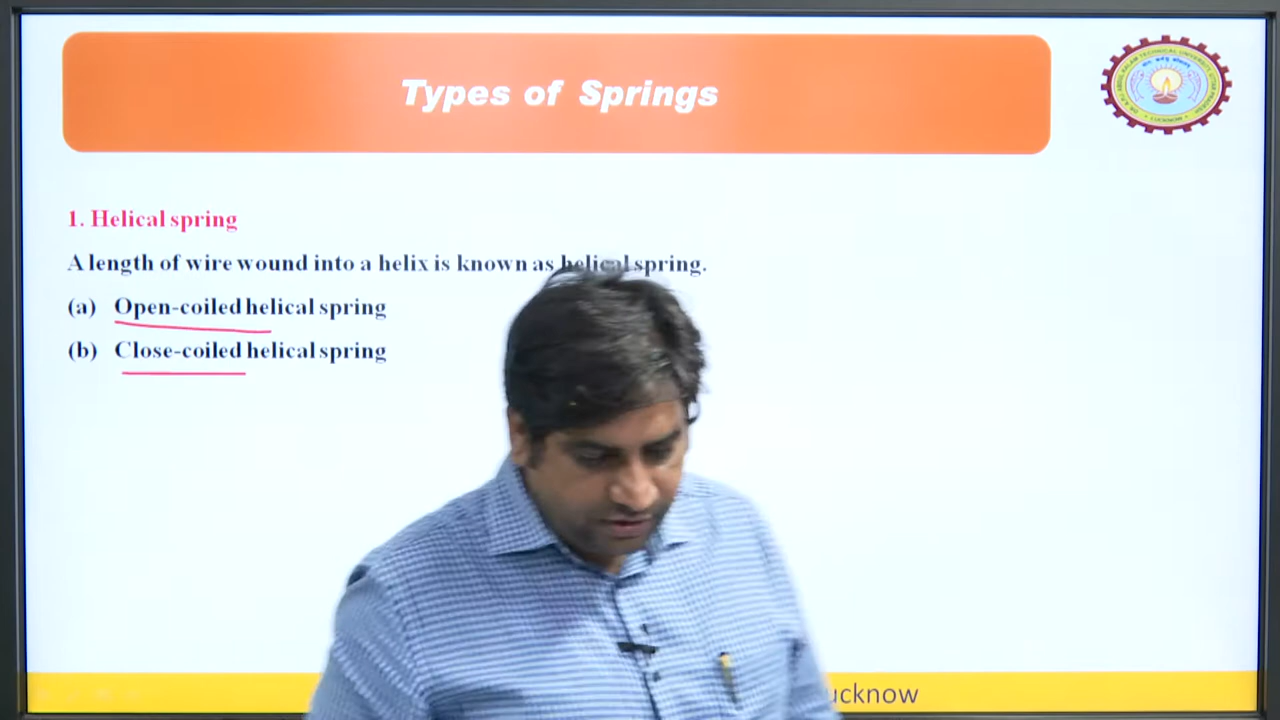 Types of Springs
1. Helical spring
A length of wire wound into a helix is known as helical spring.
(a) Open-coiled helical spring
(b) Close-coiled helical spring
LUCKNOW